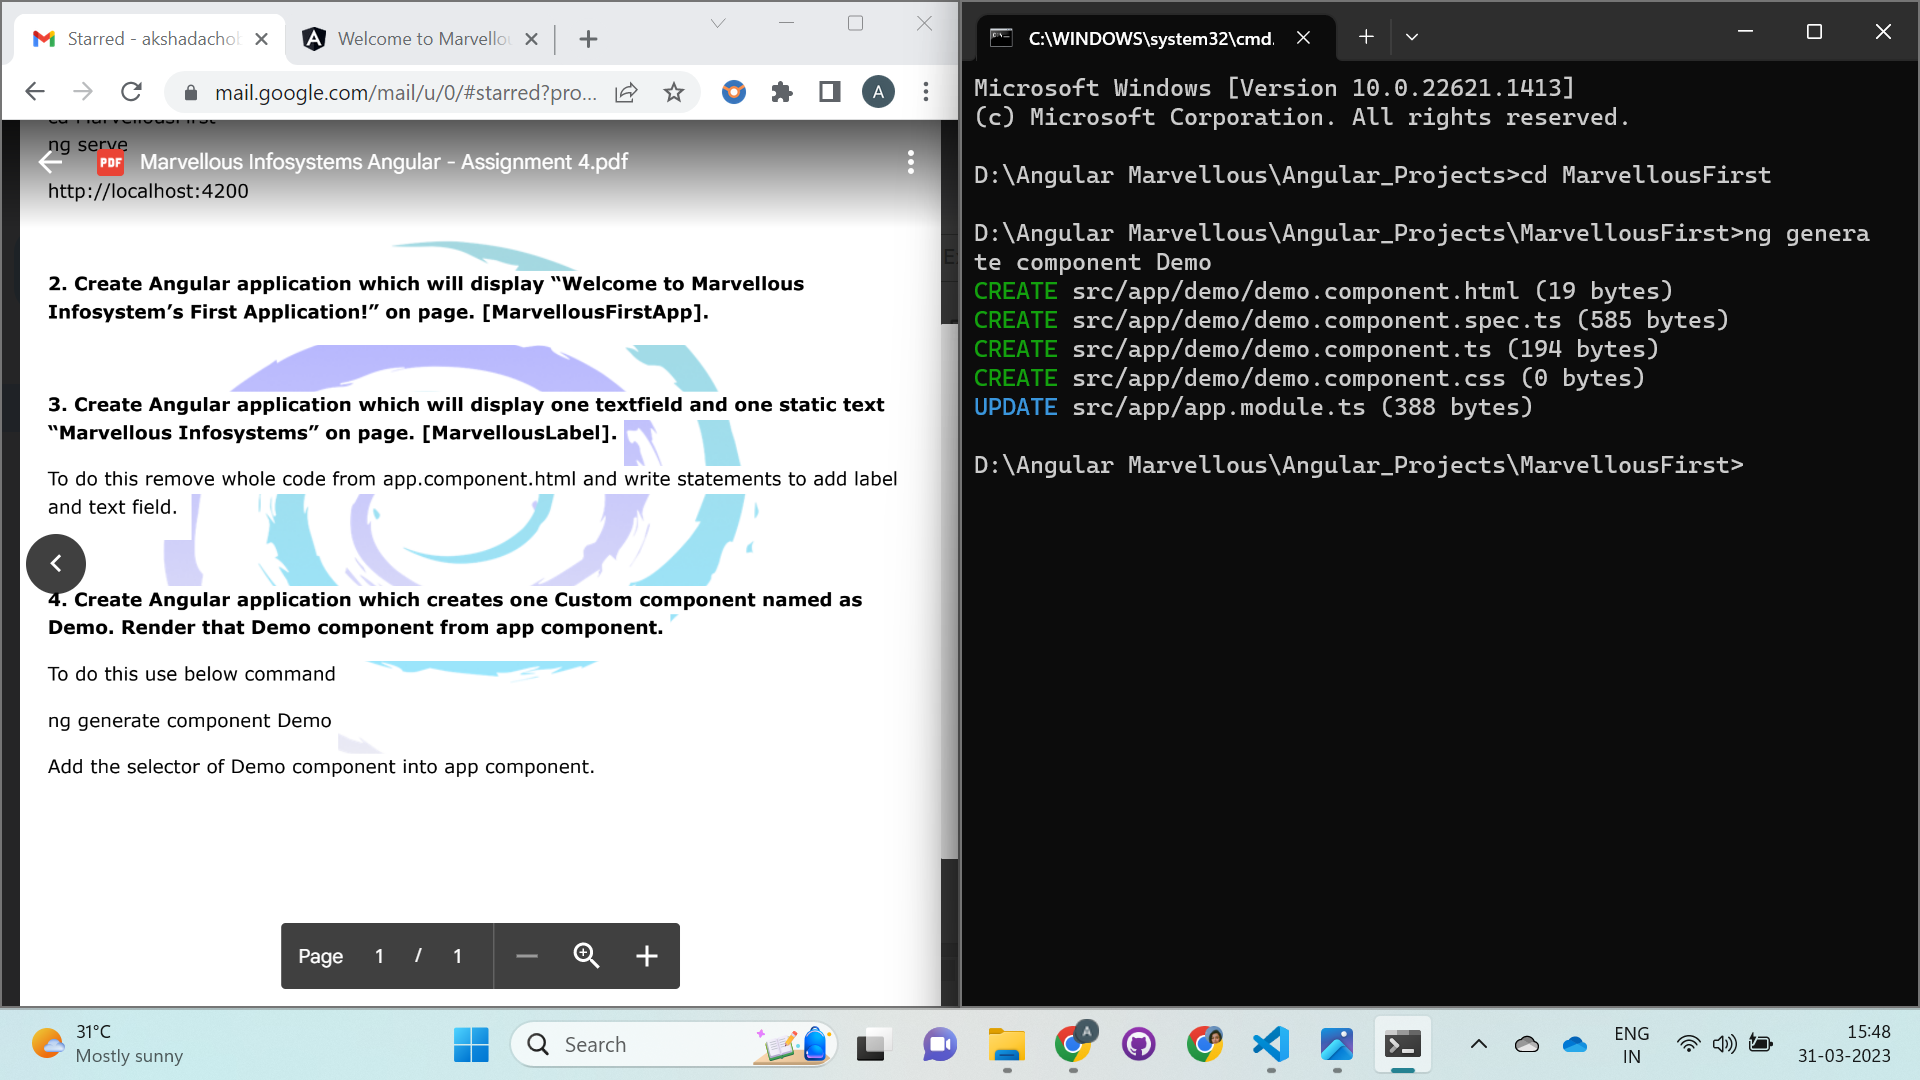 Starred - akshadachob
Welcome to Marvellou
mail.google.com/mail/u/0/#starred?pro...
A
cd MarvellousFirst
ng serve
PDF
Marvellous Infosystems Angular - Assignment 4.pdf
http://localhost:4200
2. Create Angular application which will display “Welcome to Marvellous
Infosystem’s First Application!” on page. [MarvellousFirstApp].
3. Create Angular application which will display one textfield and one static text
“Marvellous Infosystems” on page. [MarvellousLabel].
To do this remove whole code from app.component.html and write statements to add label
and text field.
4. Create Angular application which creates one Custom component named as
Demo. Render that Demo component from app component.
To do this use below command
ng generate component Demo
Add the selector of Demo component into app component.
Page 1 / 1
C:\WINDOWS\system32\cmd.
Microsoft Windows [Version 10.0.22621.1413]
(c) Microsoft Corporation. All rights reserved.
D:\Angular Marvellous\Angular_Projects>cd MarvellousFirst
D:\Angular Marvellous\Angular_Projects\MarvellousFirst>ng genera
te component Demo
CREATE src/app/demo/demo.component.html (19 bytes)
CREATE src/app/demo/demo.component.spec.ts (585 bytes)
CREATE src/app/demo/demo.component.ts (194 bytes)
CREATE src/app/demo/demo.component.css (0 bytes)
UPDATE src/app/app.module.ts (388 bytes)
D:\Angular Marvellous\Angular_Projects\MarvellousFirst>
31°C
Mostly sunny
Search
A
ENG
IN
15:48
31-03-2023